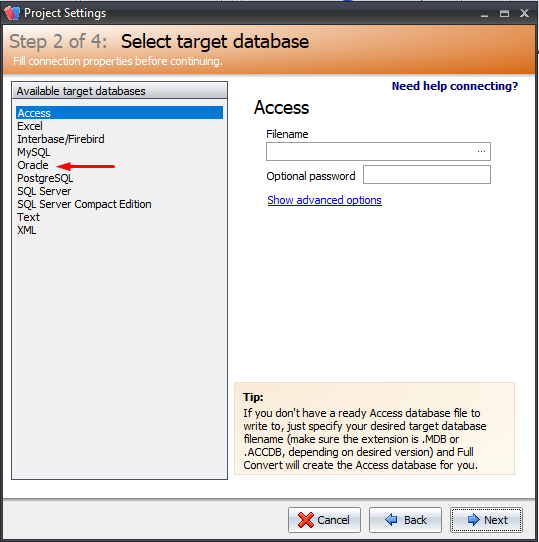 Project Settings
Step 2 of 4: Select target database
Fill connection properties before continuing.
Available target databases
Access
Excel
Interbase/Firebird
MySQL
Oracle
PostgreSQL
SQL Server
SQL Server Compact Edition
Text
XML
Need help connecting?
Access
Filename
...
Optional password
Show advanced options
Tip:
If you don't have a ready Access database file to
write to, just specify your desired target database
filename (make sure the extension is .MDB or
.ACCDB, depending on desired version) and Full
Convert will create the Access database for you.
Cancel
Back
Next